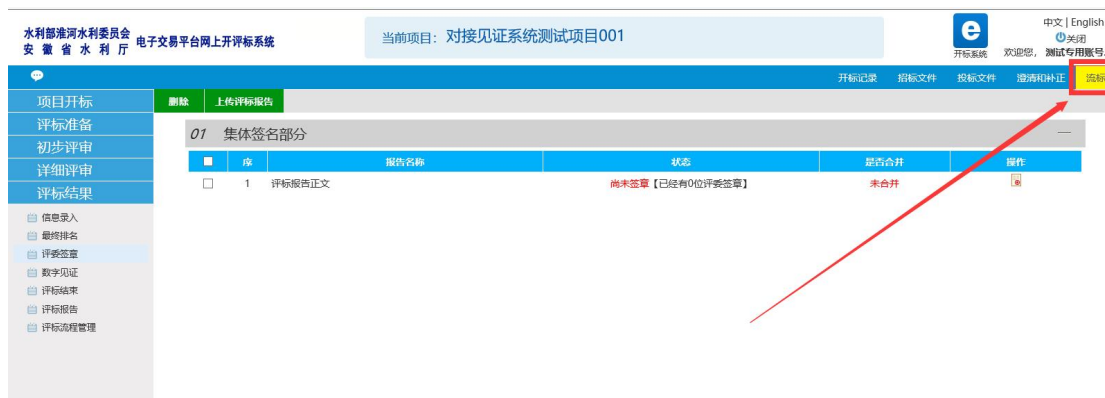 水利部淮河水利委员会
安徽省水利厅
电子交易平台网上开评标系统
当前项目：对接见证系统测试项目001
e
开标系统
中文 | English
关闭
欢迎您，测试专用账号
开标记录 招标文件 投标文件 澄清和补正 流标
项目开标
评标准备
初步评审
详细评审
评标结果
信息录入
最终排名
评委签章
数字见证
评标结束
评标报告
评标流程管理
删除 上传评标报告
01 集体签名部分
序 报告名称 状态 是否合并 操作
1 评标报告正文 尚未签章【已经有0位评委签章】 未合并